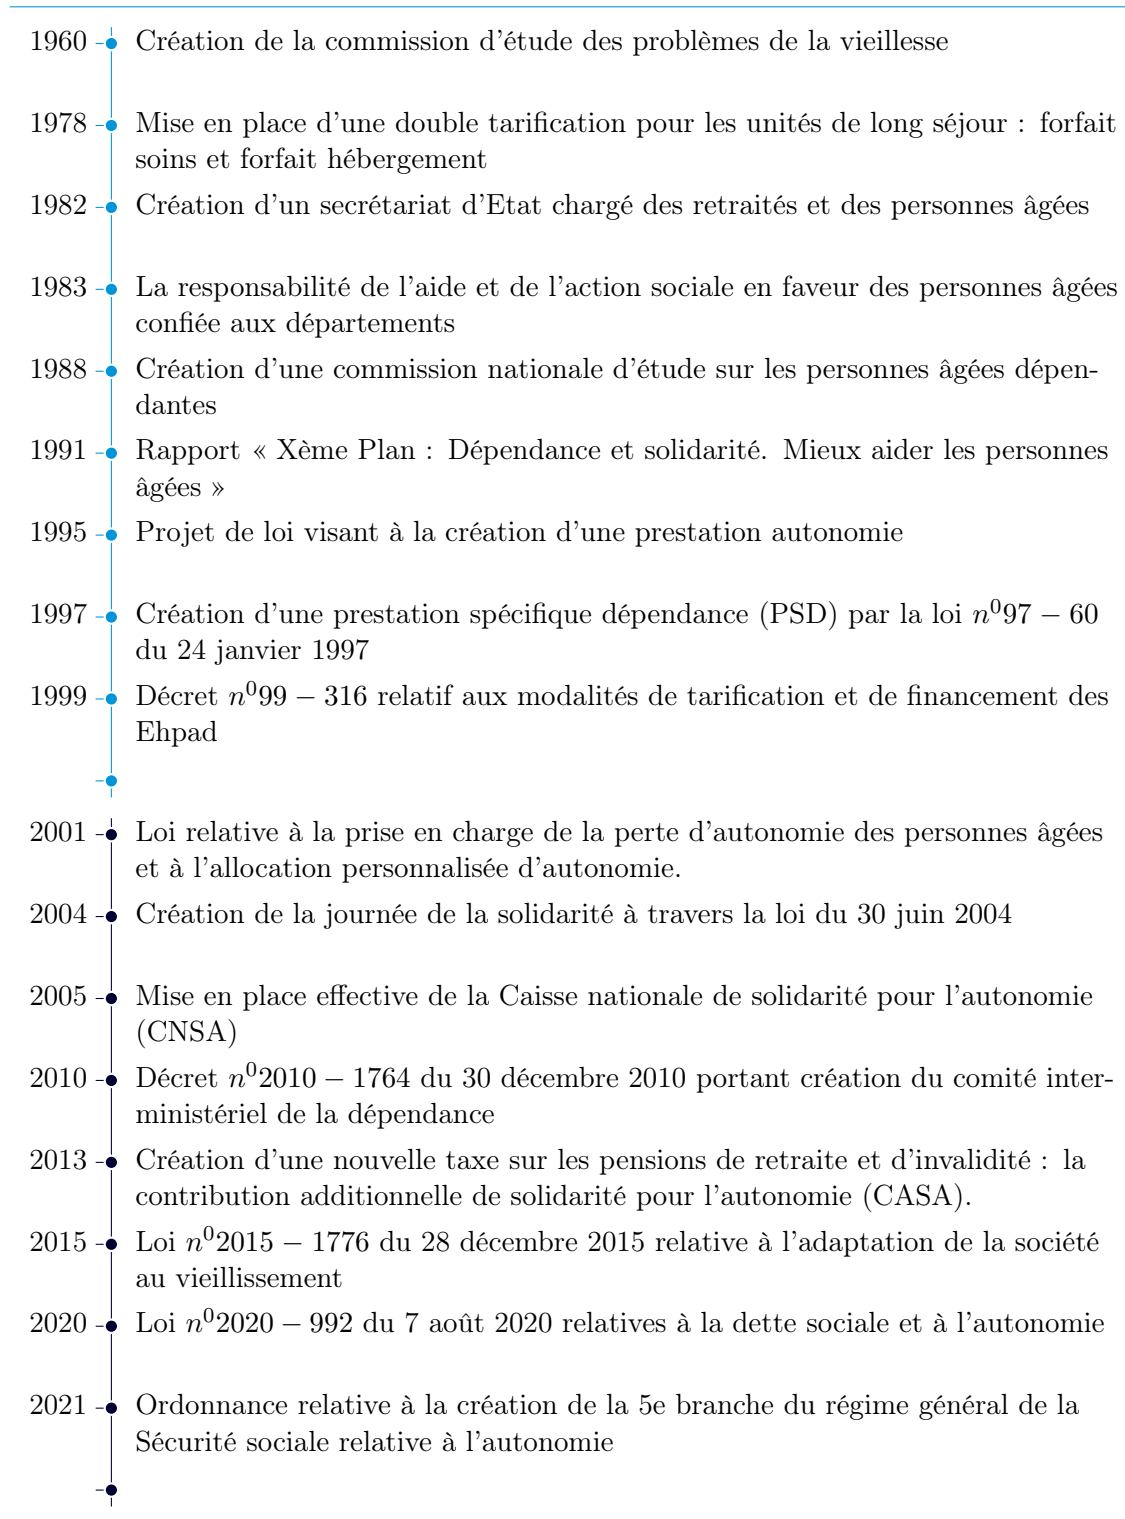 1960 Création de la commission d'étude des problèmes de la vieillesse
1978 Mise en place d'une double tarification pour les unités de long séjour : forfait
soins et forfait hébergement
1982 Création d'un secrétariat d'Etat chargé des retraités et des personnes âgées
1983 La responsabilité de l'aide et de l'action sociale en faveur des personnes âgées
confiée aux départements
1988 Création d'une commission nationale d'étude sur les personnes âgées dépen-
dantes
1991 Rapport « Xème Plan : Dépendance et solidarité. Mieux aider les personnes
âgées »
1995 Projet de loi visant à la création d'une prestation autonomie
1997 Création d'une prestation spécifique dépendance (PSD) par la loi n⁰97 − 60
du 24 janvier 1997
1999 Décret n⁰99 − 316 relatif aux modalités de tarification et de financement des
Ehpad
2001 Loi relative à la prise en charge de la perte d'autonomie des personnes âgées
et à l'allocation personnalisée d'autonomie.
2004 Création de la journée de la solidarité à travers la loi du 30 juin 2004
2005 Mise en place effective de la Caisse nationale de solidarité pour l'autonomie
(CNSA)
2010 Décret n⁰2010 − 1764 du 30 décembre 2010 portant création du comité inter-
ministériel de la dépendance
2013 Création d'une nouvelle taxe sur les pensions de retraite et d'invalidité : la
contribution additionnelle de solidarité pour l'autonomie (CASA).
2015 Loi n⁰2015 − 1776 du 28 décembre 2015 relative à l'adaptation de la société
au vieillissement
2020 Loi n⁰2020 − 992 du 7 août 2020 relatives à la dette sociale et à l'autonomie
2021 Ordonnance relative à la création de la 5e branche du régime général de la
Sécurité sociale relative à l'autonomie